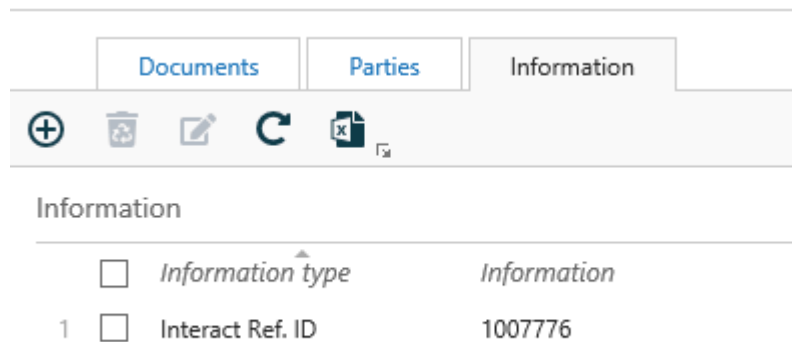 Documents Parties Information
Information
Information type Information
1 Interact Ref. ID 1007776